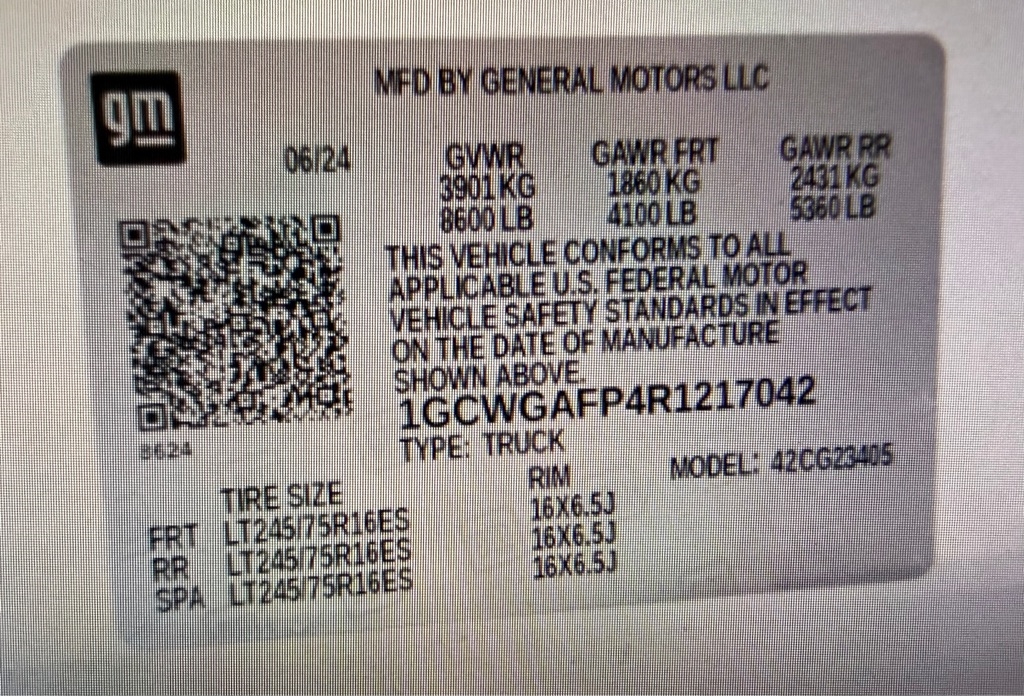 gm
MFD BY GENERAL MOTORS LLC
06/24 GVWR GAWR FRT GAWR RR
3901 KG 1860 KG 2431 KG
8600 LB 4100 LB 5360 LB
THIS VEHICLE CONFORMS TO ALL
APPLICABLE U.S. FEDERAL MOTOR
VEHICLE SAFETY STANDARDS IN EFFECT
ON THE DATE OF MANUFACTURE
SHOWN ABOVE.
1GCWGAFP4R1217042
8624
TYPE: TRUCK MODEL: 42CG23405
TIRE SIZE RIM
FRT LT245/75R16ES 16X6.5J
RR LT245/75R16ES 16X6.5J
SPA LT245/75R16ES 16X6.5J